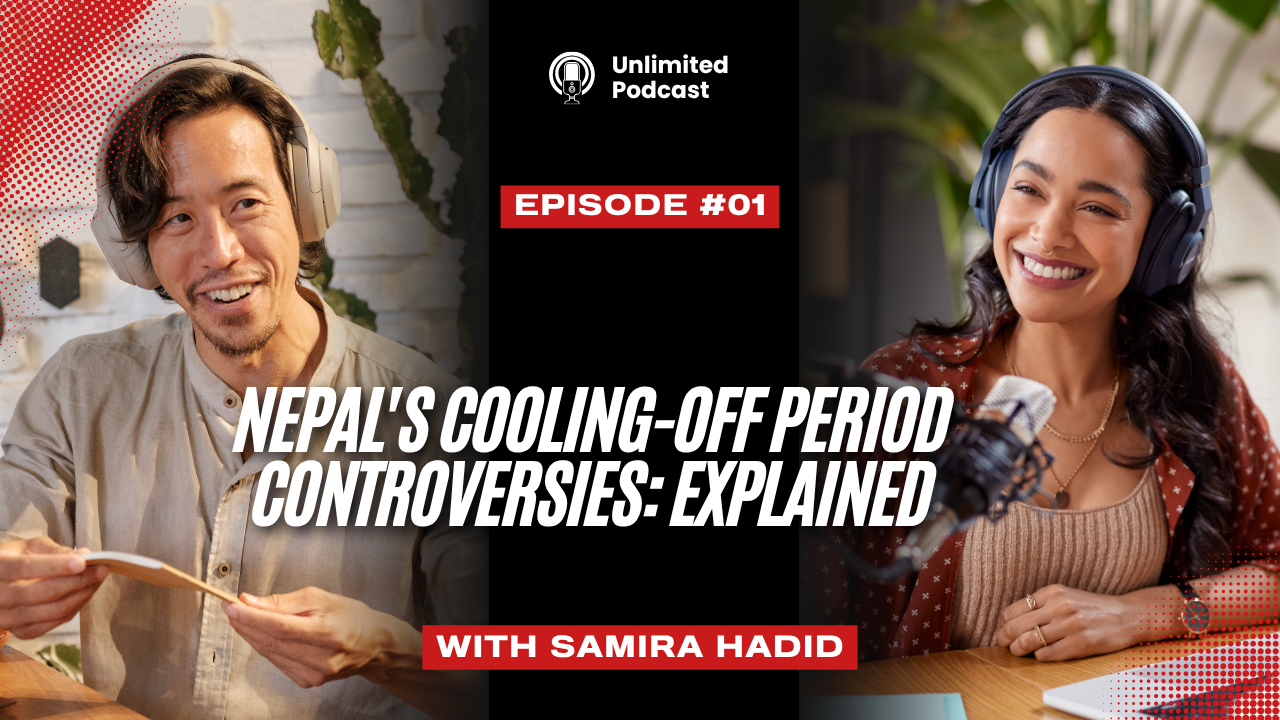 Unlimited
Podcast
EPISODE #01
NEPAL'S COOLING-OFF PERIOD
CONTROVERSIES: EXPLAINED
WITH SAMIRA HADID